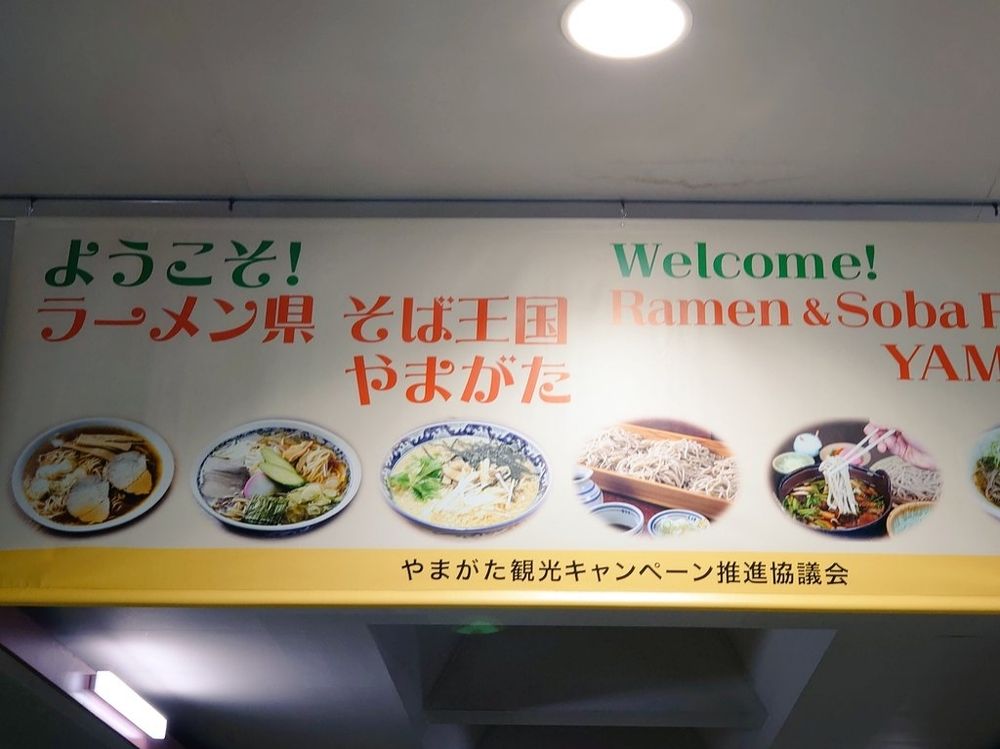 ようこそ!
ラーメン県 そば王国
やまがた
Welcome!
Ramen & Soba
やまがた観光キャンペーン推進協議会